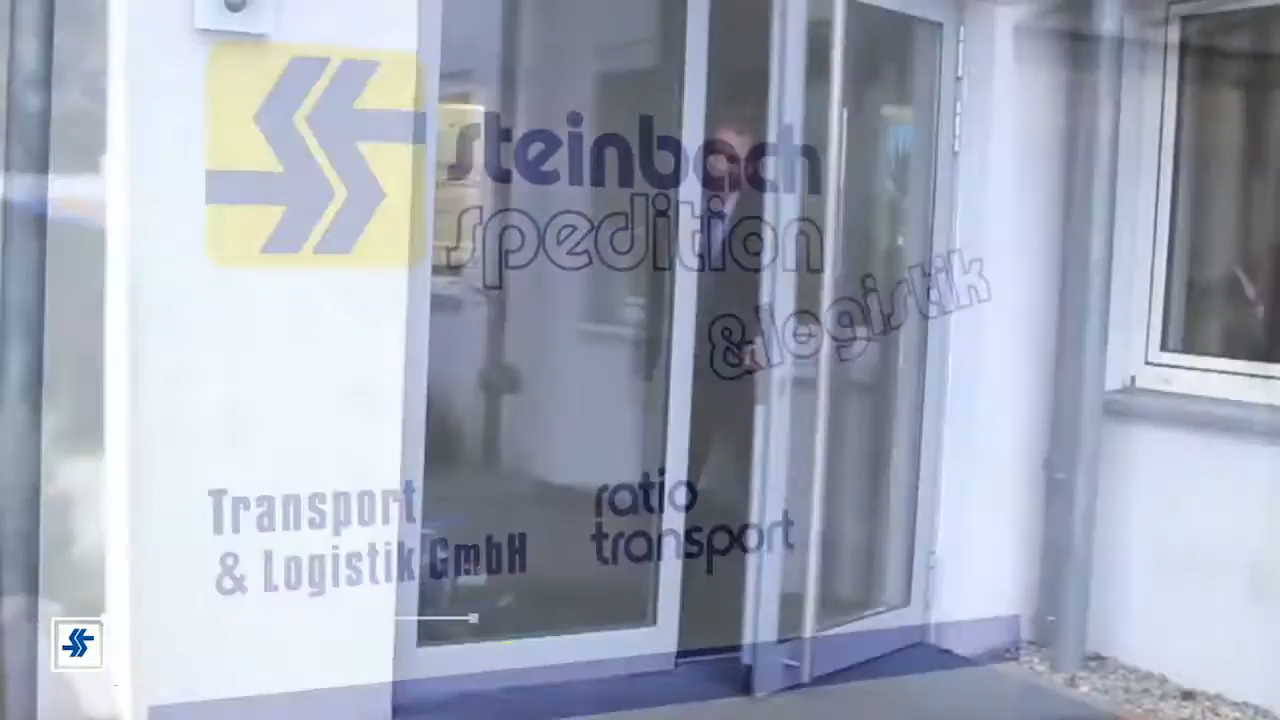 steinbach
spedition
& logistik
Transport
& Logistik GmbH
ratio
transport